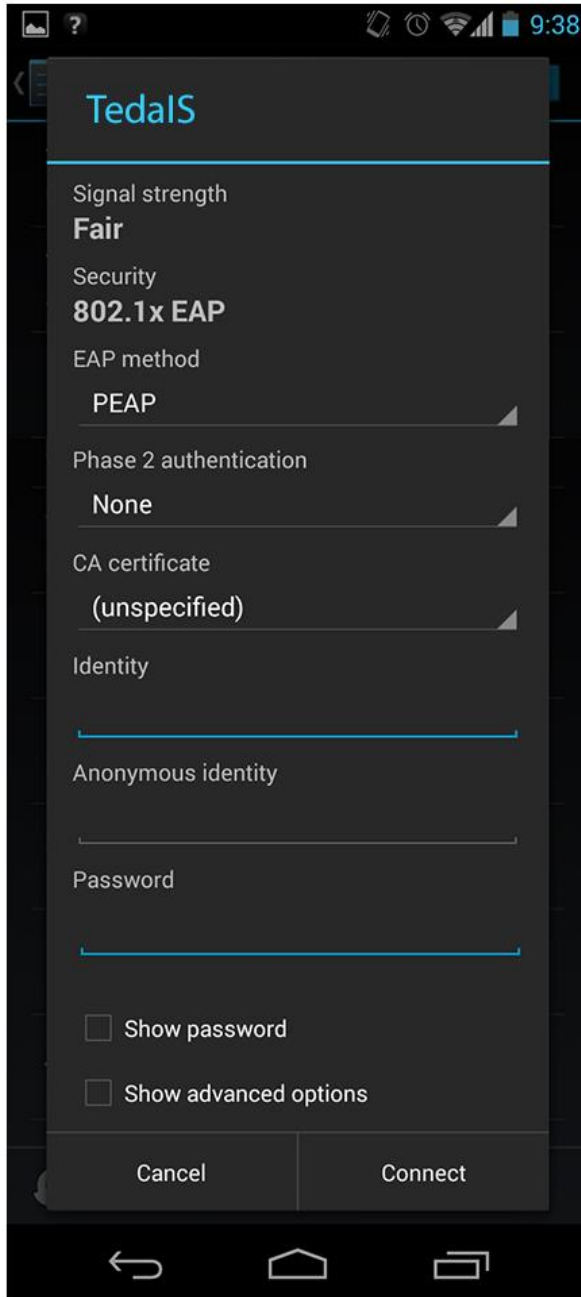 9:38
TedaIS
Signal strength
Fair
Security
802.1x EAP
EAP method
PEAP
Phase 2 authentication
None
CA certificate
(unspecified)
Identity
Anonymous identity
Password
Show password
Show advanced options
Cancel
Connect